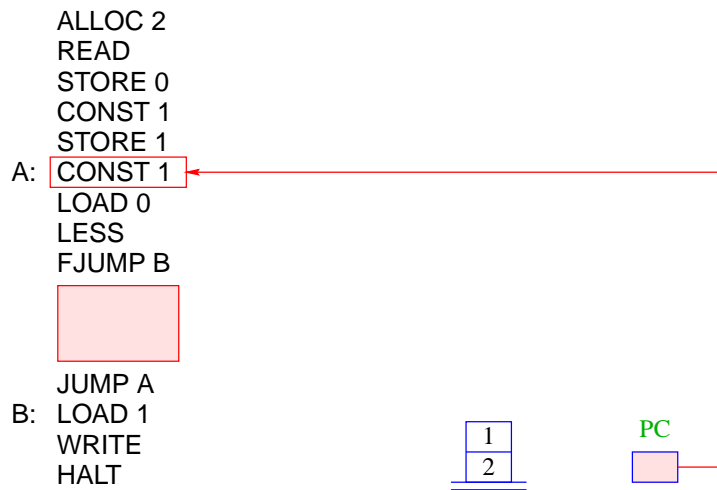 ALLOC 2
READ
STORE 0
CONST 1
STORE 1
A: CONST 1
LOAD 0
LESS
FJUMP B
JUMP A
B: LOAD 1
WRITE
HALT
1
2
PC